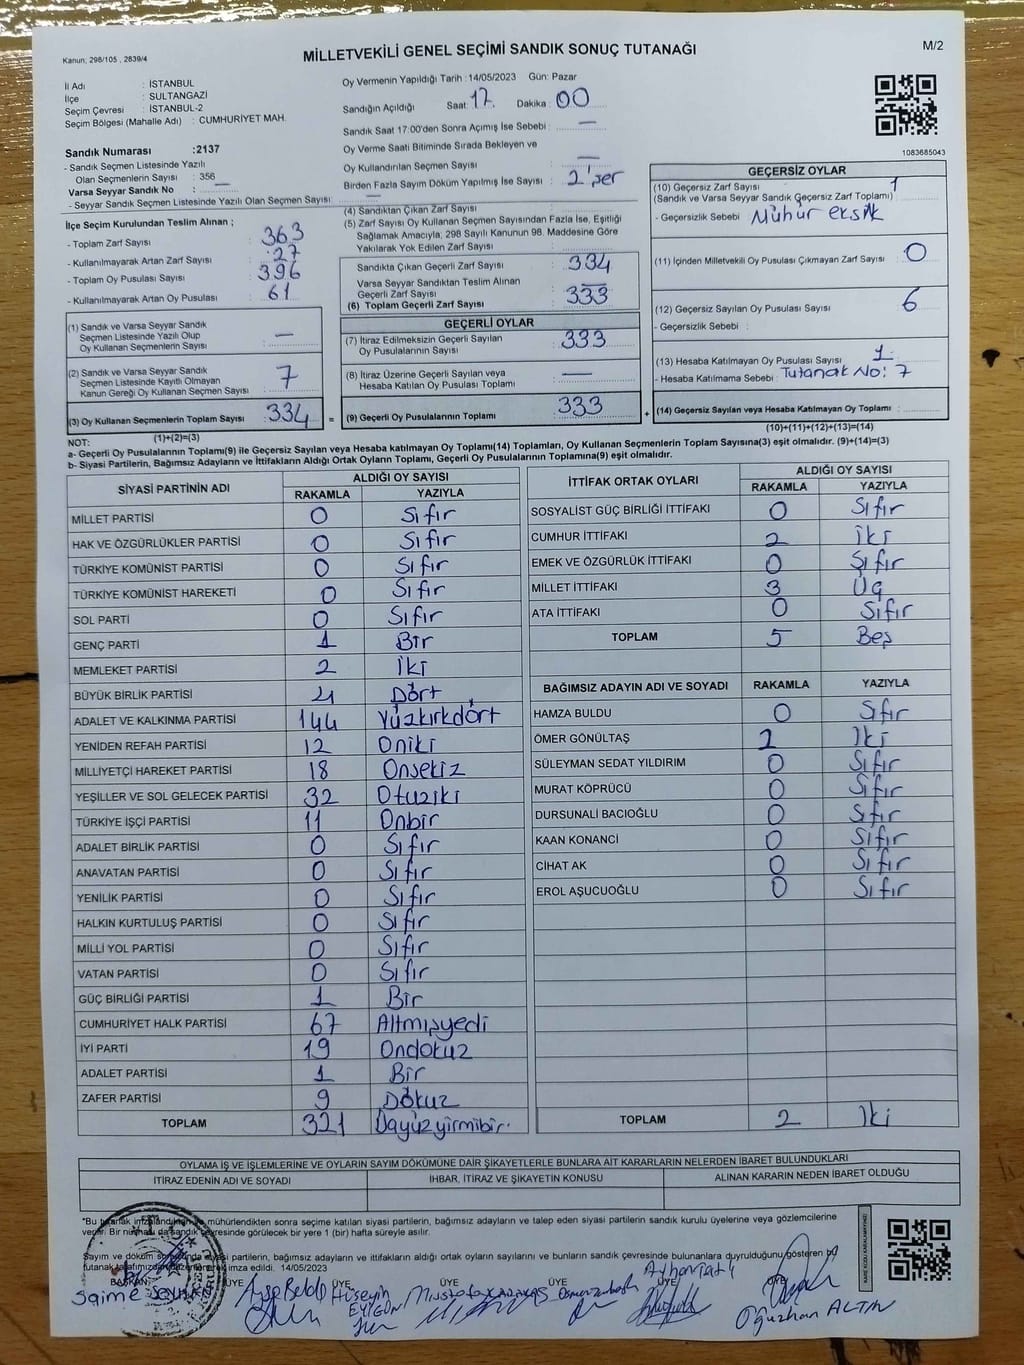 Kanun; 298/105 , 2839/4
MİLLETVEKİLİ GENEL SEÇİMİ SANDIK SONUÇ TUTANAĞI
M/2
İl Adı : İSTANBUL
İlçe : SULTANGAZİ
Seçim Çevresi : İSTANBUL-2
Seçim Bölgesi (Mahalle Adı) : CUMHURİYET MAH.
Sandık Numarası :2137
- Sandık Seçmen Listesinde Yazılı
Olan Seçmenlerin Sayısı : 356
Varsa Seyyar Sandık No : —
- Seyyar Sandık Seçmen Listesinde Yazılı Olan Seçmen Sayısı: —
Oy Vermenin Yapıldığı Tarih :14/05/2023 Gün: Pazar
Sandığın Açıldığı Saat 17. Dakika : 00
Sandık Saat 17:00'den Sonra Açımış İse Sebebi : —
Oy Verme Saati Bitiminde Sırada Bekleyen ve
Oy Kullandırılan Seçmen Sayısı : —
Birden Fazla Sayım Döküm Yapılmış İse Sayısı : 2'şer
1083685043
İlçe Seçim Kurulundan Teslim Alınan ;
- Toplam Zarf Sayısı : 363
- Kullanılmayarak Artan Zarf Sayısı : 27
- Toplam Oy Pusulası Sayısı : 396
- Kullanılmayarak Artan Oy Pusulası : 61
(1) Sandık ve Varsa Seyyar Sandık
Seçmen Listesinde Yazılı Olup
Oy Kullanan Seçmenlerin Sayısı : —
(2) Sandık ve Varsa Seyyar Sandık
Seçmen Listesinde Kayıtlı Olmayan
Kanun Gereği Oy Kullanan Seçmen Sayısı : 7
(3) Oy Kullanan Seçmenlerin Toplam Sayısı : 334
(1)+(2)=(3)
(4) Sandıktan Çıkan Zarf Sayısı :
(5) Zarf Sayısı Oy Kullanan Seçmen Sayısından Fazla İse, Eşitliği
Sağlamak Amacıyla; 298 Sayılı Kanunun 98. Maddesine Göre
Yakılarak Yok Edilen Zarf Sayısı :
Sandıkta Çıkan Geçerli Zarf Sayısı : 334
Varsa Seyyar Sandıktan Teslim Alınan
Geçerli Zarf Sayısı : —
(6) Toplam Geçerli Zarf Sayısı : 333
GEÇERLİ OYLAR
(7) İtiraz Edilmeksizin Geçerli Sayılan
Oy Pusulalarının Sayısı : 333
(8) İtiraz Üzerine Geçerli Sayılan veya
Hesaba Katılan Oy Pusulası Toplamı : —
= (9) Geçerli Oy Pusulalarının Toplamı : 333 +
GEÇERSİZ OYLAR
(10) Geçersiz Zarf Sayısı : 1
(Sandık ve Varsa Seyyar Sandık Geçersiz Zarf Toplamı)
- Geçersizlik Sebebi : Mühür eksik
(11) İçinden Milletvekili Oy Pusulası Çıkmayan Zarf Sayısı : 0
(12) Geçersiz Sayılan Oy Pusulası Sayısı : 6
- Geçersizlik Sebebi :
(13) Hesaba Katılmayan Oy Pusulası Sayısı : 1
- Hesaba Katılmama Sebebi : Tutanak No: 7
(14) Geçersiz Sayılan veya Hesaba Katılmayan Oy Toplamı :
(10)+(11)+(12)+(13)=(14)
NOT:
a- Geçerli Oy Pusulalarının Toplamı(9) ile Geçersiz Sayılan veya Hesaba katılmayan Oy Toplamı(14) Toplamları, Oy Kullanan Seçmenlerin Toplam Sayısına(3) eşit olmalıdır. (9)+(14)=(3)
b- Siyasi Partilerin, Bağımsız Adayların ve İttifakların Aldığı Ortak Oyların Toplamı, Geçerli Oy Pusulalarının Toplamına(9) eşit olmalıdır.
SİYASİ PARTİNİN ADI ALDIĞI OY SAYISI
RAKAMLA YAZIYLA
MİLLET PARTİSİ 0 Sıfır
HAK VE ÖZGÜRLÜKLER PARTİSİ 0 Sıfır
TÜRKİYE KOMÜNİST PARTİSİ 0 Sıfır
TÜRKİYE KOMÜNİST HAREKETİ 0 Sıfır
SOL PARTİ 0 Sıfır
GENÇ PARTİ 1 Bir
MEMLEKET PARTİSİ 2 İki
BÜYÜK BİRLİK PARTİSİ 4 Dört
ADALET VE KALKINMA PARTİSİ 144 Yüzkırkdört
YENİDEN REFAH PARTİSİ 12 Oniki
MİLLİYETÇİ HAREKET PARTİSİ 18 Onsekiz
YEŞİLLER VE SOL GELECEK PARTİSİ 32 Otuziki
TÜRKİYE İŞÇİ PARTİSİ 11 Onbir
ADALET BİRLİK PARTİSİ 0 Sıfır
ANAVATAN PARTİSİ 0 Sıfır
YENİLİK PARTİSİ 0 Sıfır
HALKIN KURTULUŞ PARTİSİ 0 Sıfır
MİLLİ YOL PARTİSİ 0 Sıfır
VATAN PARTİSİ 0 Sıfır
GÜÇ BİRLİĞİ PARTİSİ 1 Bir
CUMHURİYET HALK PARTİSİ 67 Altmışyedi
İYİ PARTİ 19 Ondokuz
ADALET PARTİSİ 1 Bir
ZAFER PARTİSİ 9 Dokuz
TOPLAM 321 Üçyüzyirmibir.
İTTİFAK ORTAK OYLARI ALDIĞI OY SAYISI
RAKAMLA YAZIYLA
SOSYALİST GÜÇ BİRLİĞİ İTTİFAKI 0 Sıfır
CUMHUR İTTİFAKI 2 İki
EMEK VE ÖZGÜRLÜK İTTİFAKI 0 Sıfır
MİLLET İTTİFAKI 3 Üç
ATA İTTİFAKI 0 Sıfır
TOPLAM 5 Beş
BAĞIMSIZ ADAYIN ADI VE SOYADI RAKAMLA YAZIYLA
HAMZA BULDU 0 Sıfır
ÖMER GÖNÜLTAŞ 2 İki
SÜLEYMAN SEDAT YILDIRIM 0 Sıfır
MURAT KÖPRÜCÜ 0 Sıfır
DURSUNALİ BACIOĞLU 0 Sıfır
KAAN KONANCİ 0 Sıfır
CİHAT AK 0 Sıfır
EROL AŞUCUOĞLU 0 Sıfır
TOPLAM 2 İki
OYLAMA İŞ VE İŞLEMLERİNE VE OYLARIN SAYIM DÖKÜMÜNE DAİR ŞİKAYETLERLE BUNLARA AİT KARARLARIN NELERDEN İBARET BULUNDUKLARI
İTİRAZ EDENİN ADI VE SOYADI İHBAR, İTİRAZ VE ŞİKAYETİN KONUSU ALINAN KARARIN NEDEN İBARET OLDUĞU
*Bu tutanak imzalandıktan ve mühürlendikten sonra seçime katılan siyasi partilerin, bağımsız adayların ve talep eden siyasi partilerin sandık kurulu üyelerine veya gözlemcilerine
verilir. Bir nüshası da sandık çevresinde görülecek bir yere 1 (bir) hafta süreyle asılır.
Sayım ve döküm sonucunda siyasi partilerin, bağımsız adayların ve ittifakların aldığı ortak oyların sayılarını ve bunların sandık çevresinde bulunanlara duyrulduğunu gösteren bu
tutanak tarafımızdan düzenlenerek imza edildi. 14/05/2023
BAŞKAN ÜYE ÜYE ÜYE ÜYE ÜYE
Saime Ayşe Hüseyin Mustafa Osman Ayhan
Oğuzhan ALTIN